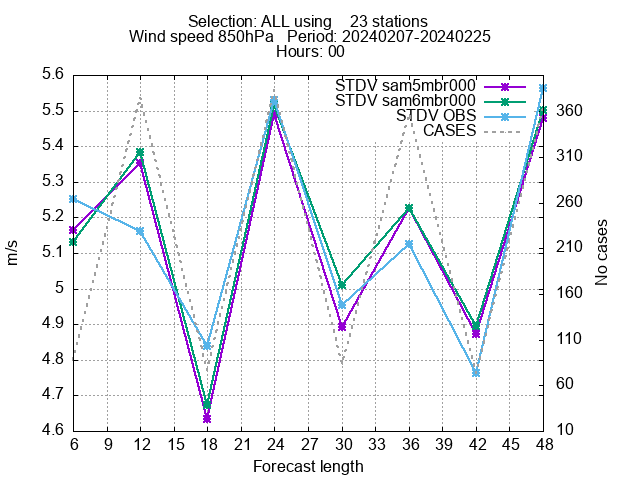 Selection: ALL using 23 stations
Wind speed 850hPa Period: 20240207-20240225
Hours: 00
STDV sam5mbr000
STDV sam6mbr000
STDV OBS
CASES
5.6
5.5
5.4
5.3
5.2
5.1
5
4.9
4.8
4.7
4.6
m/s
360
310
260
210
160
110
60
10
No cases
6 9 12 15 18 21 24 27 30 33 36 39 42 45 48
Forecast length